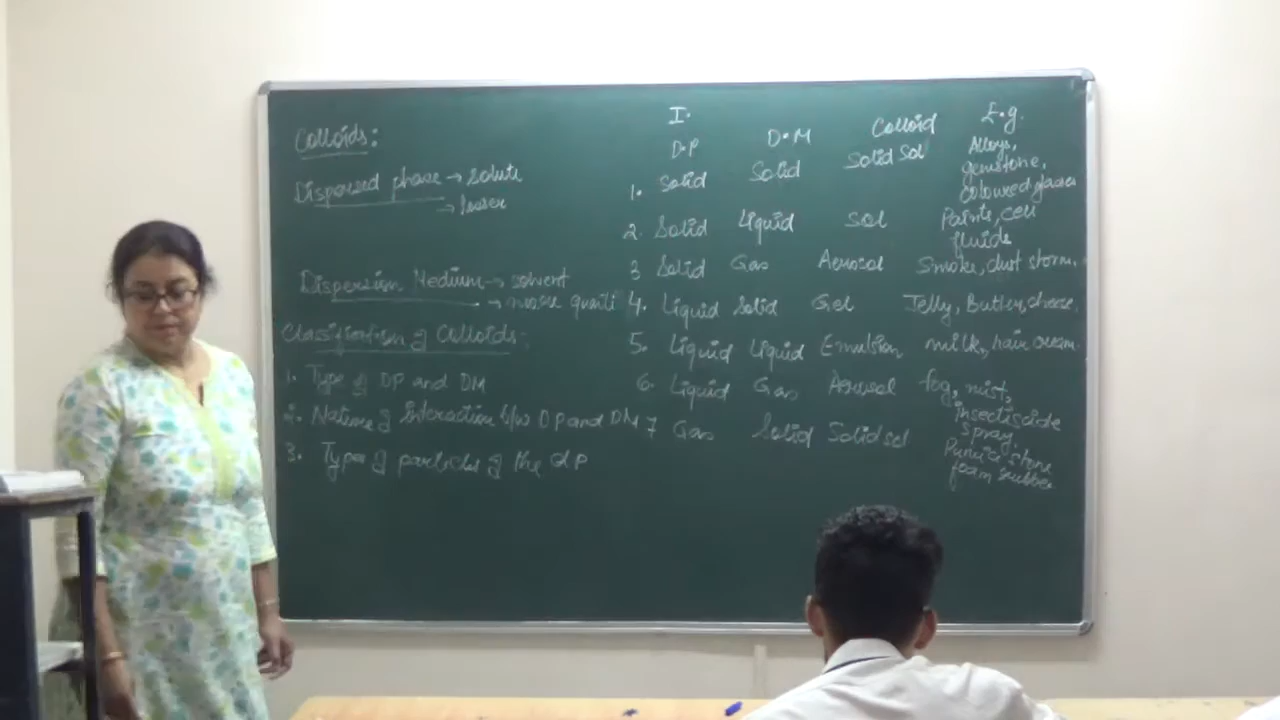 Colloids:
Dispersed phase → solute
→ lesser
Dispersion Medium → solvent
→ more quanti
Classification of Colloids:
1. Type of DP and DM
2. Nature of interaction b/w DP and DM
3. Type of particles of the DP
I.
D.P D.M Colloid E.g.
1. Solid Solid Solid Sol Alloys,
gemstone,
coloured glasses
2. Solid Liquid Sol Paints, cell
fluids
3 Solid Gas Aerosol Smoke, dust storm.
4. Liquid Solid Gel Jelly, Butter, cheese.
5. Liquid Liquid Emulsion milk, hair cream.
6. Liquid Gas Aerosol fog, mist,
insectiscide
spray.
7 Gas Solid Solid sol Pumice stone
foam rubber